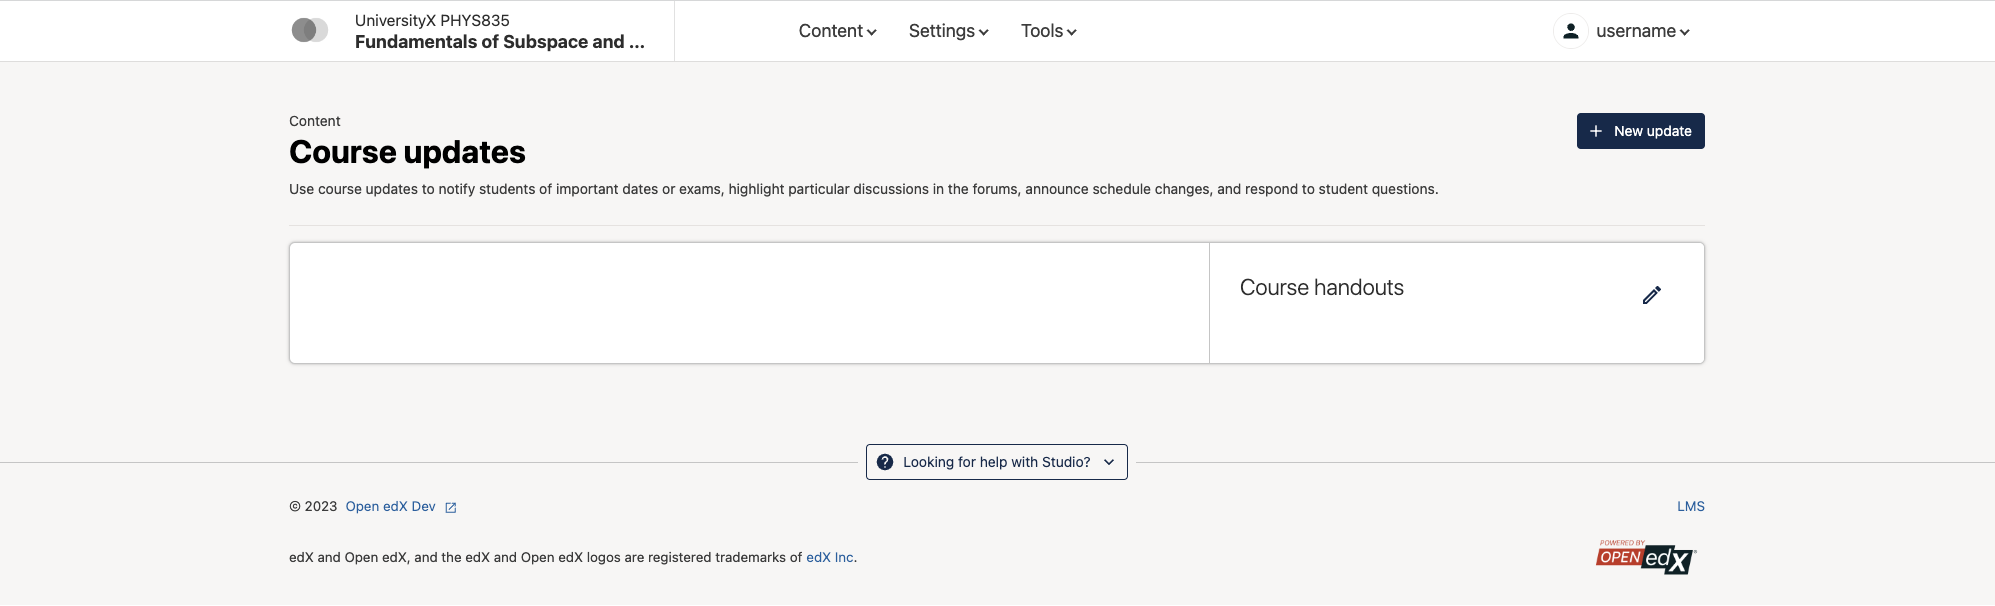 UniversityX PHYS835
Fundamentals of Subspace and ...
Content
Settings
Tools
username
Content
Course updates
New update
Use course updates to notify students of important dates or exams, highlight particular discussions in the forums, announce schedule changes, and respond to student questions.
Course handouts
Looking for help with Studio?
© 2023 Open edX Dev
LMS
edX and Open edX, and the edX and Open edX logos are registered trademarks of edX Inc.
POWERED BY
OPEN edX